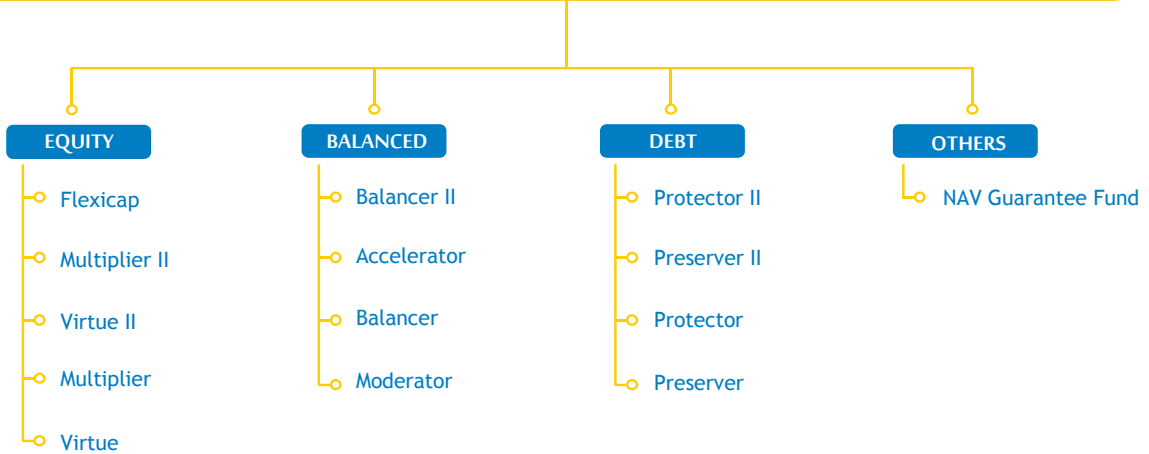 EQUITY
Flexicap
Multiplier II
Virtue II
Multiplier
Virtue
BALANCED
Balancer II
Accelerator
Balancer
Moderator
DEBT
Protector II
Preserver II
Protector
Preserver
OTHERS
NAV Guarantee Fund